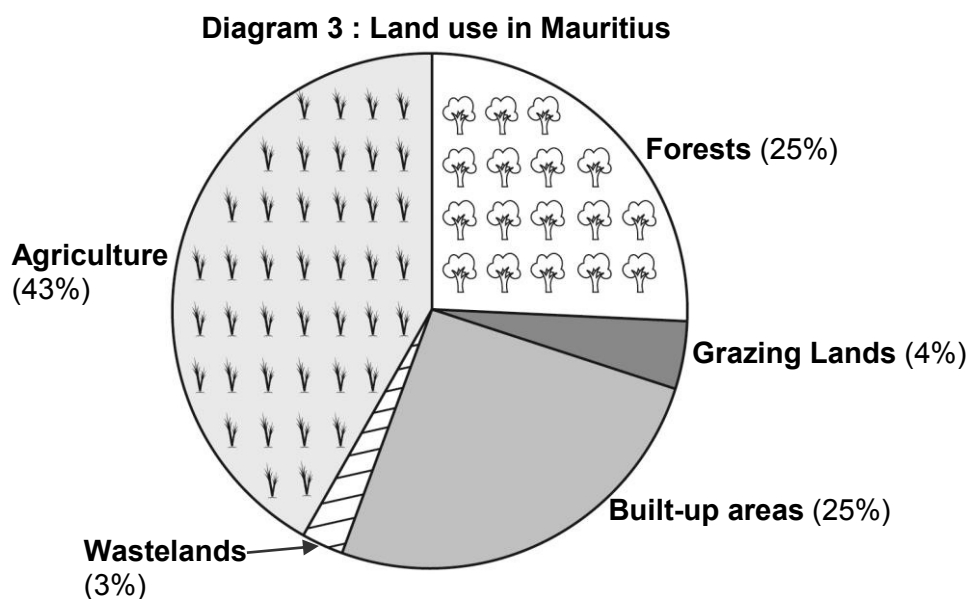 Diagram 3 : Land use in Mauritius
Forests (25%)
Agriculture
(43%)
Grazing Lands (4%)
Built-up areas (25%)
Wastelands
(3%)